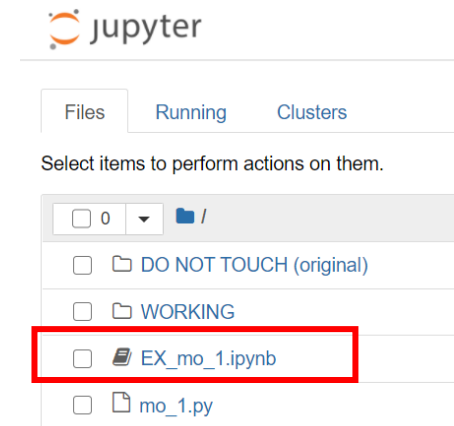 jupyter
Files Running Clusters
Select items to perform actions on them.
0 /
DO NOT TOUCH (original)
WORKING
EX_mo_1.ipynb
mo_1.py